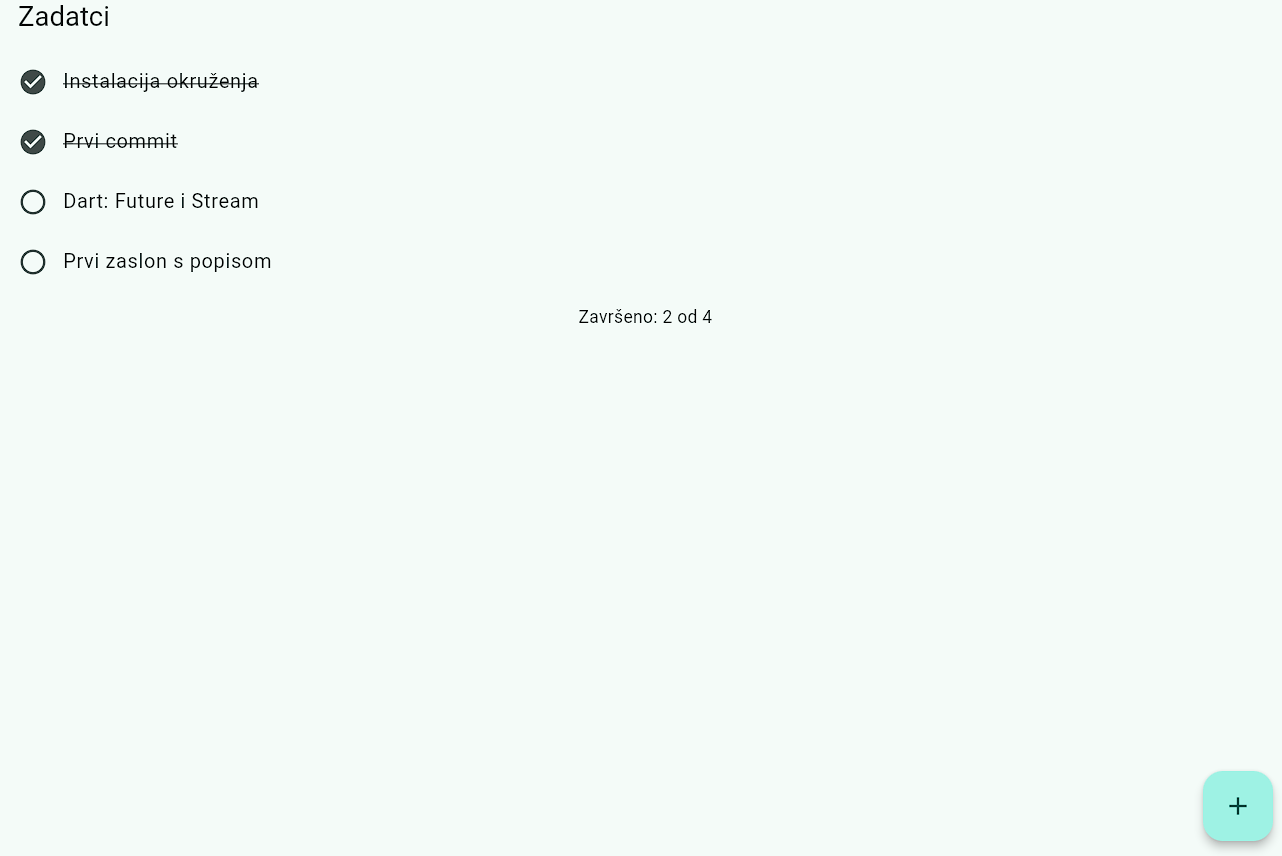 Zadatci
Instalacija okruženja
Prvi commit
Dart: Future i Stream
Prvi zaslon s popisom
Završeno: 2 od 4